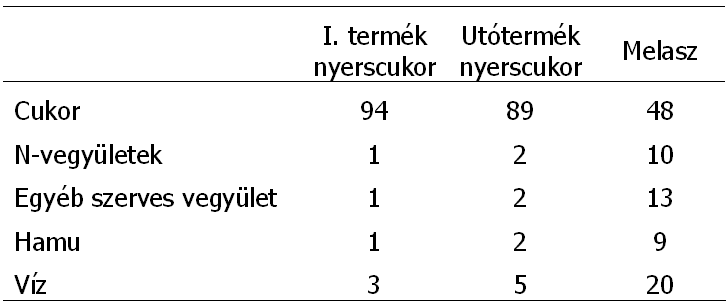 I. termék nyerscukor Utótermék nyerscukor Melasz
Cukor 94 89 48
N-vegyületek 1 2 10
Egyéb szerves vegyület 1 2 13
Hamu 1 2 9
Víz 3 5 20